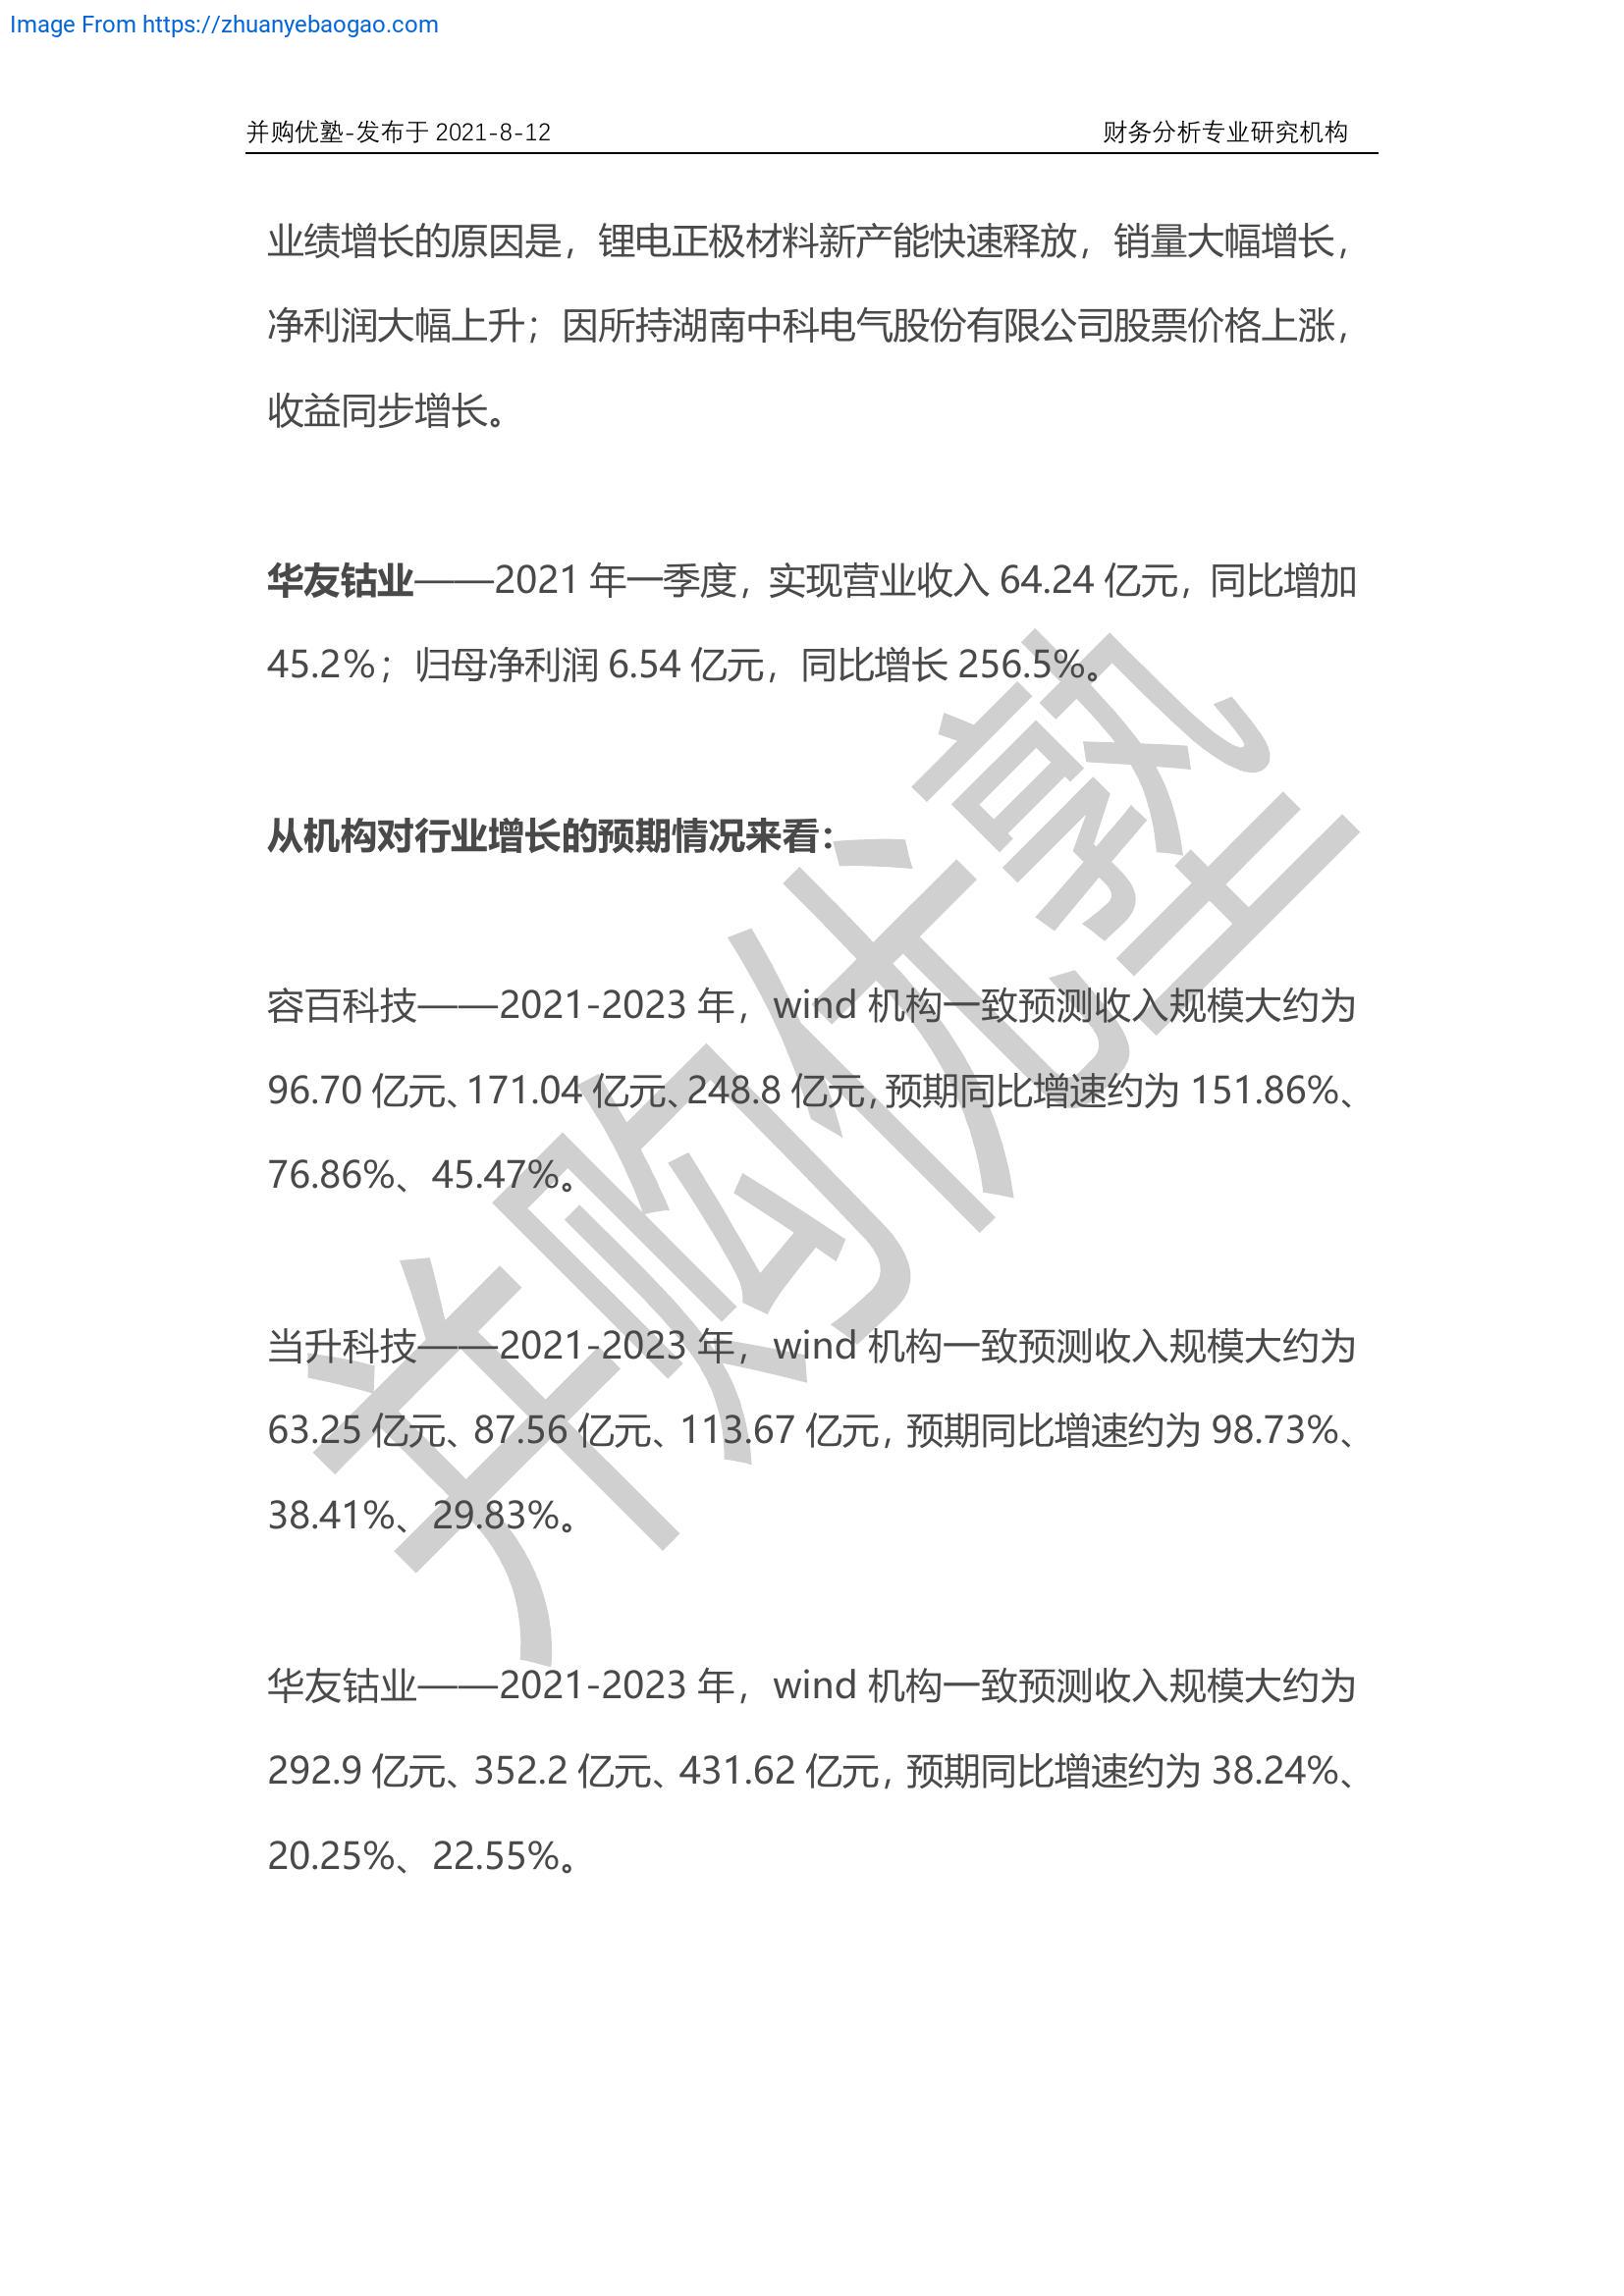 Image From https://zhuanyebaogao.com
并购优塾-发布于 2021-8-12 财务分析专业研究机构
业绩增长的原因是，锂电正极材料新产能快速释放，销量大幅增长，
净利润大幅上升；因所持湖南中科电气股份有限公司股票价格上涨，
收益同步增长。
华友钴业——2021 年一季度，实现营业收入 64.24 亿元，同比增加
45.2%；归母净利润 6.54 亿元，同比增长 256.5%。
从机构对行业增长的预期情况来看：
容百科技——2021-2023 年，wind 机构一致预测收入规模大约为
96.70 亿元、171.04 亿元、248.8 亿元，预期同比增速约为 151.86%、
76.86%、45.47%。
当升科技——2021-2023 年，wind 机构一致预测收入规模大约为
63.25 亿元、87.56 亿元、113.67 亿元，预期同比增速约为 98.73%、
38.41%、29.83%。
华友钴业——2021-2023 年，wind 机构一致预测收入规模大约为
292.9 亿元、352.2 亿元、431.62 亿元，预期同比增速约为 38.24%、
20.25%、22.55%。
并购优塾